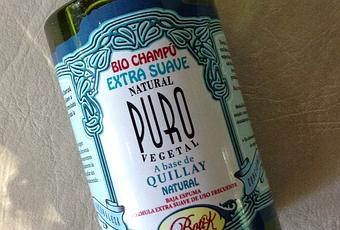 BIO CHAMPÚ
EXTRA SUAVE
NATURAL
PURO
VEGETAL
A base de
QUILLAY
NATURAL
BAJA ESPUMA
FÓRMULA EXTRA SUAVE DE USO FRECUENTE